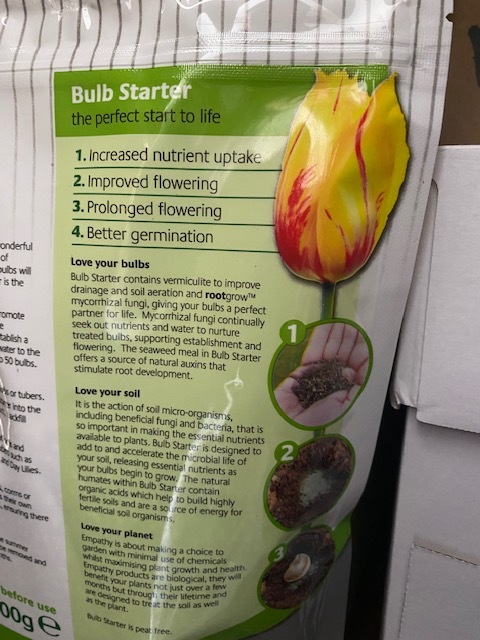 Bulb Starter
the perfect start to life
1. Increased nutrient uptake
2. Improved flowering
3. Prolonged flowering
4. Better germination
Love your bulbs
Bulb Starter contains vermiculite to improve
drainage and soil aeration and rootgrow™
mycorrhizal fungi, giving your bulbs a perfect
partner for life. Mycorrhizal fungi continually
seek out nutrients and water to nurture
treated bulbs, supporting establishment and
flowering. The seaweed meal in Bulb Starter
offers a source of natural auxins that
stimulate root development.
Love your soil
It is the action of soil micro-organisms,
including beneficial fungi and bacteria, that is
so important in making the essential nutrients
available to plants. Bulb Starter is designed to
add to and accelerate the microbial life of
your soil, releasing essential nutrients as
your bulbs begin to grow. The natural
humates within Bulb Starter contain
organic acids which help to build highly
fertile soils and are a source of energy for
beneficial soil organisms.
Love your planet
Empathy is about making a choice to
garden with minimal use of chemicals
whilst maximising plant growth and health.
Empathy products are biological, they will
benefit your plants not just over a few
months but through their lifetime and
are designed to treat the soil as well
as the plant.
Bulb Starter is peat free.
1
2
3
of
bulbs will
is the
water to the
50 bulbs.
or tubers.
into the
and
such as
Day Lilies.
corms or
their own
ensuring there
summer
removed and
before use
00g e